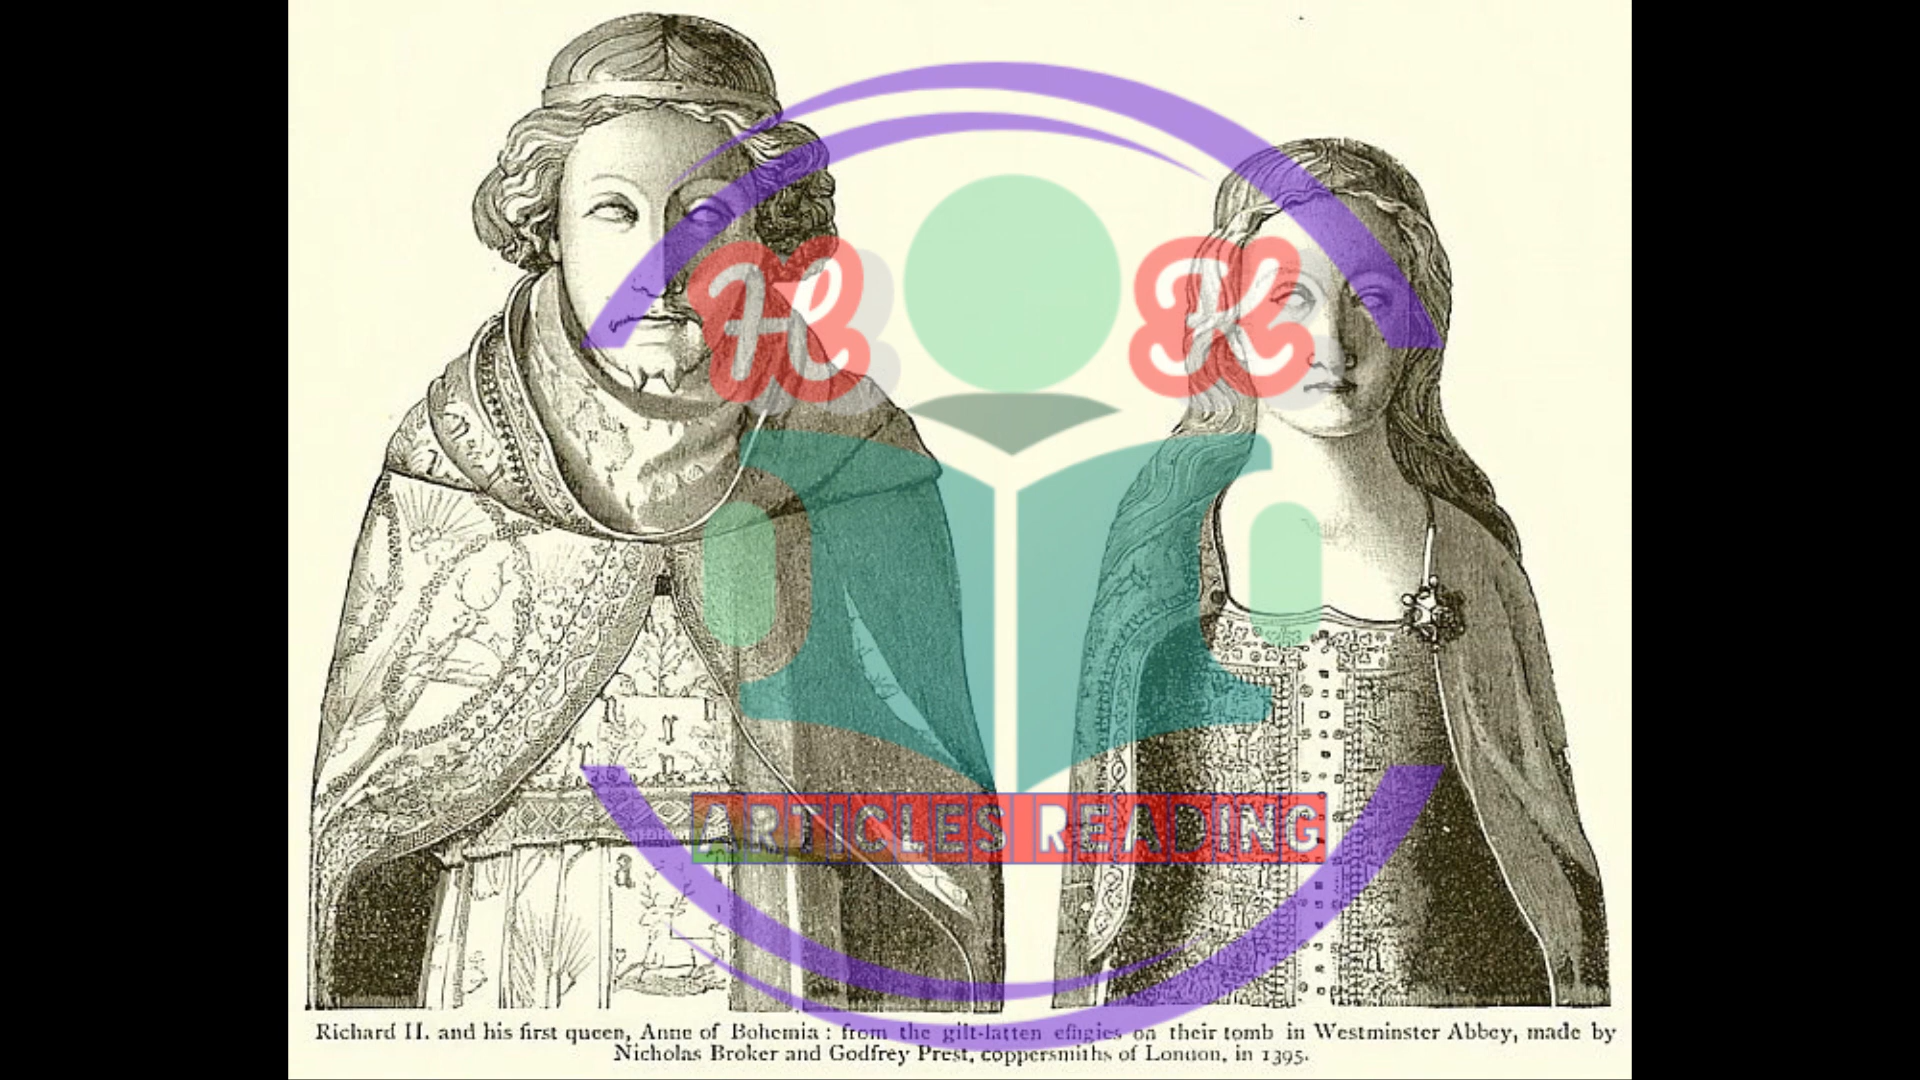 H K
ARTICLES READING
Richard II. and his first queen, Anne of Bohemia : from the gilt-latten effigies on their tomb in Westminster Abbey, made by
Nicholas Broker and Godfrey Prest, coppersmiths of London, in 1395.